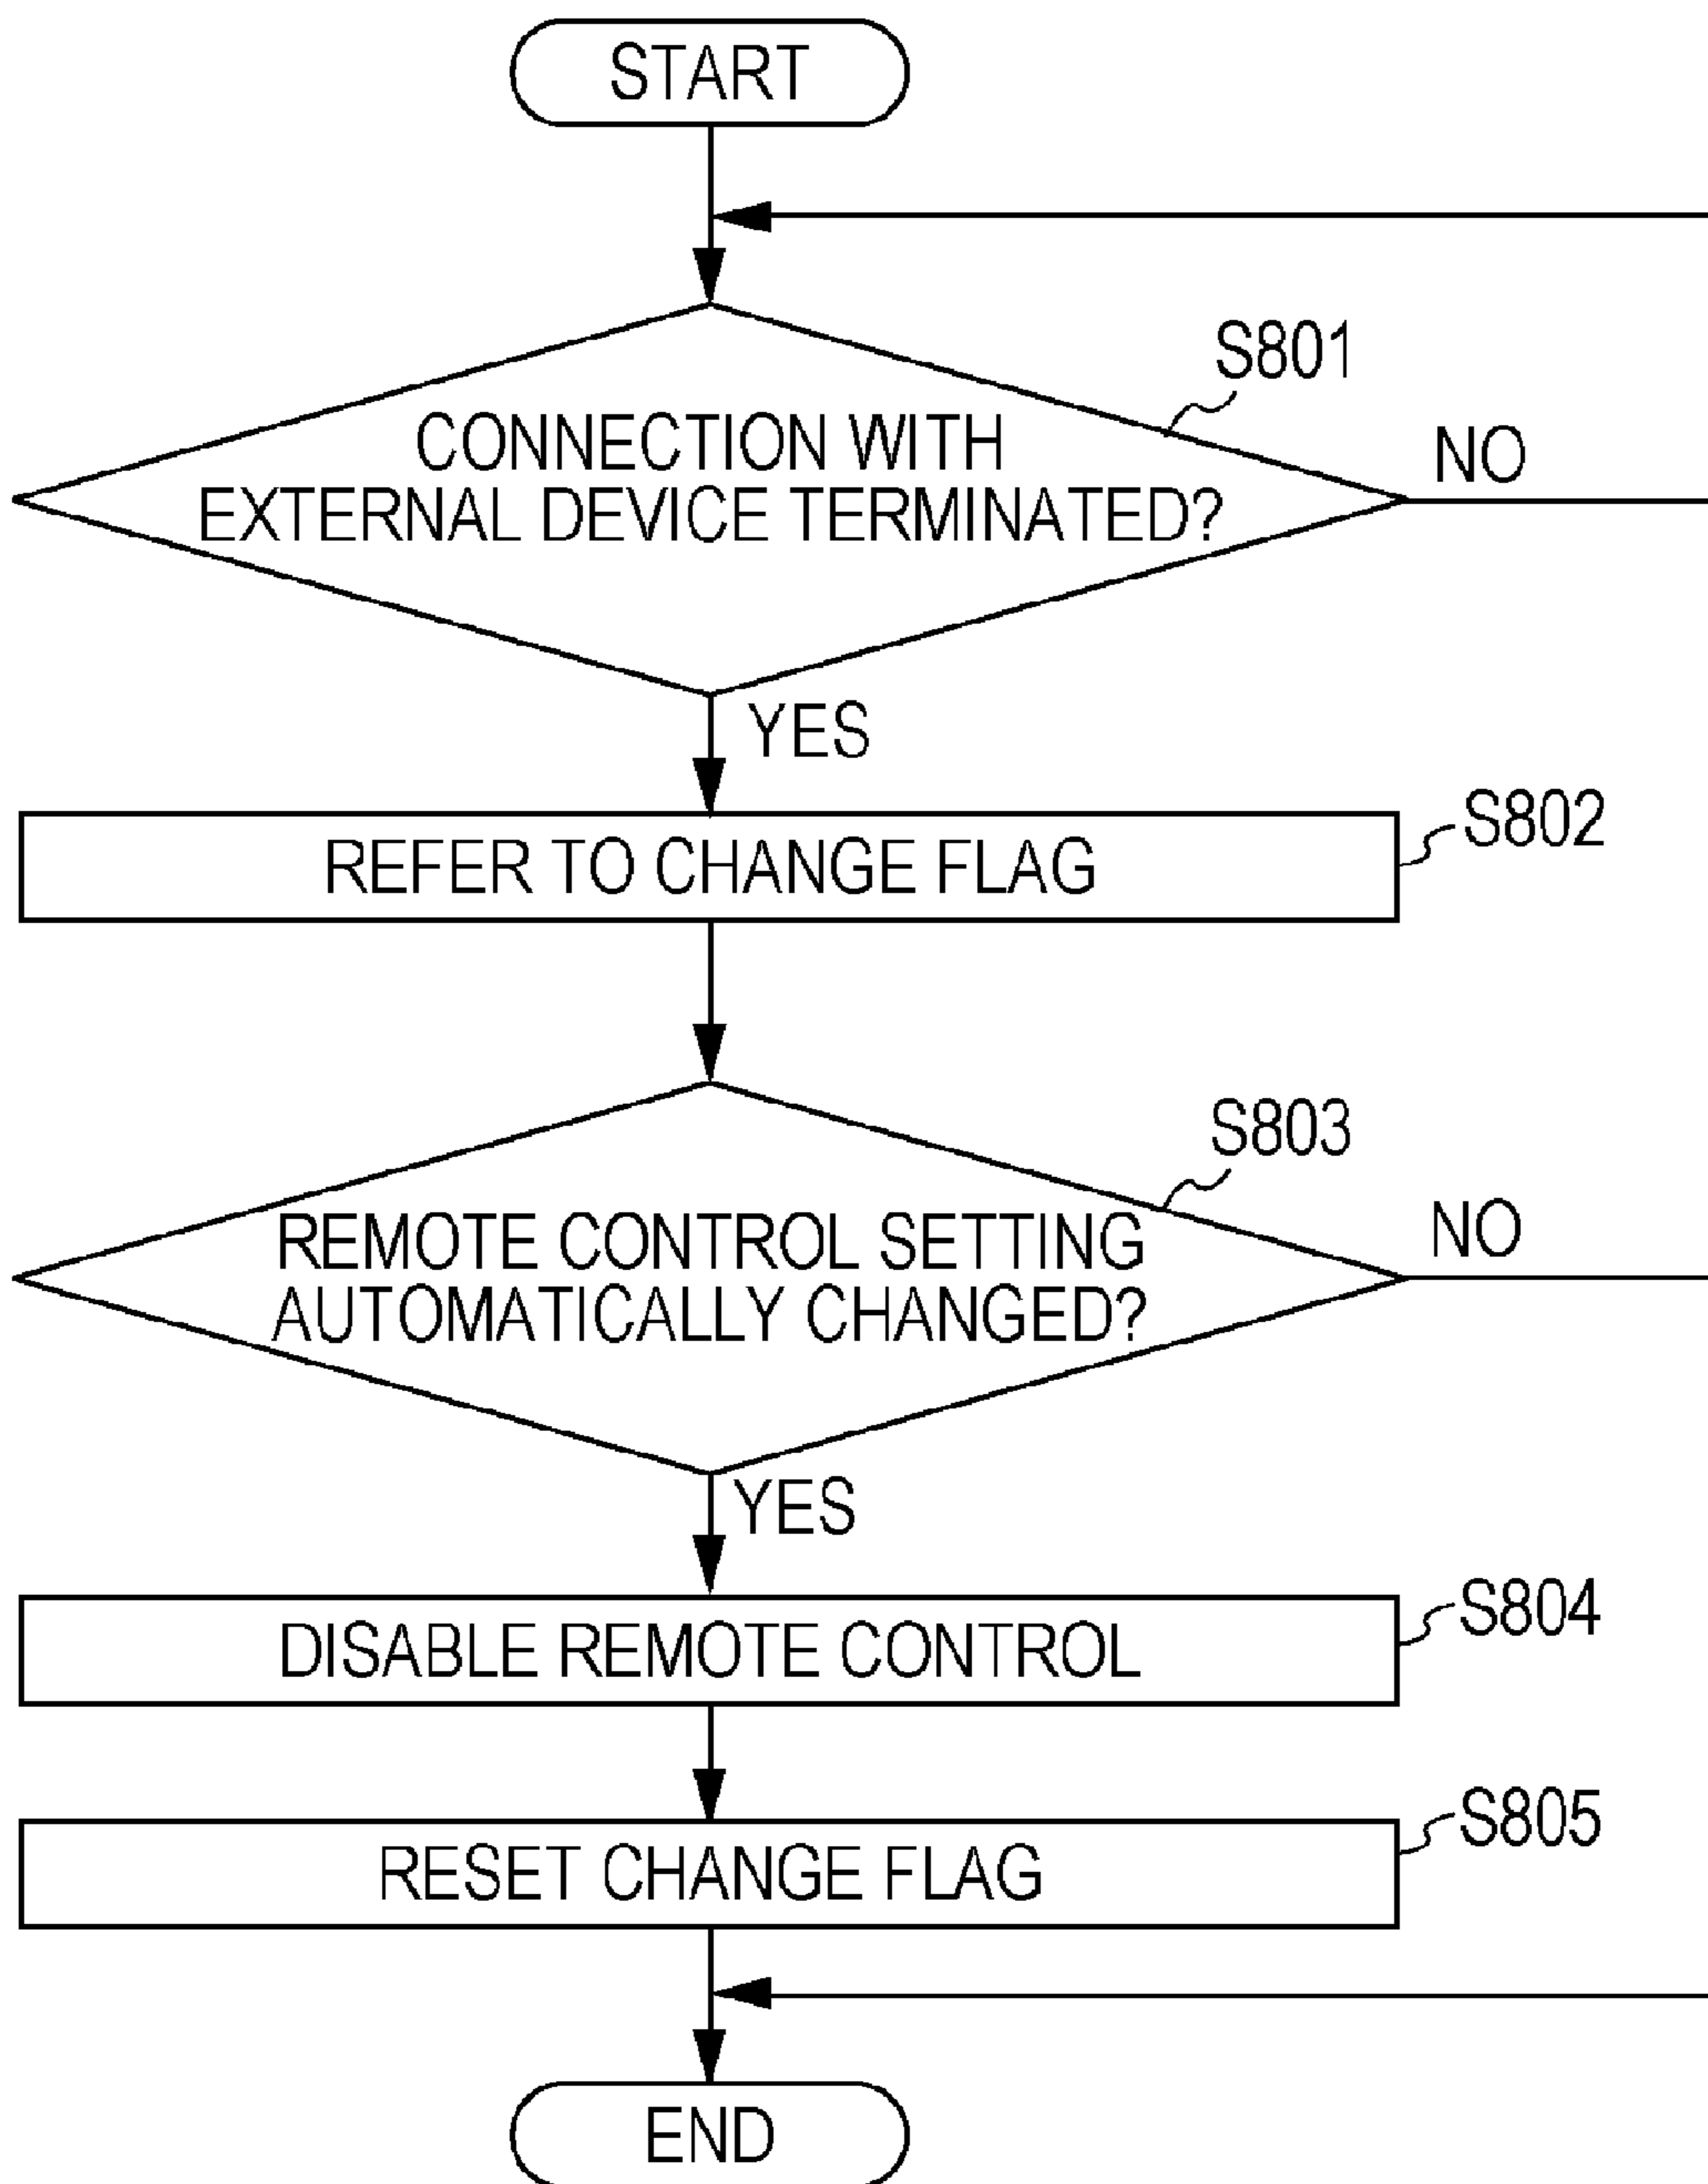 START
S801
CONNECTION WITH
EXTERNAL DEVICE TERMINATED?
NO
YES
S802
REFER TO CHANGE FLAG
S803
REMOTE CONTROL SETTING
AUTOMATICALLY CHANGED?
NO
YES
S804
DISABLE REMOTE CONTROL
S805
RESET CHANGE FLAG
END